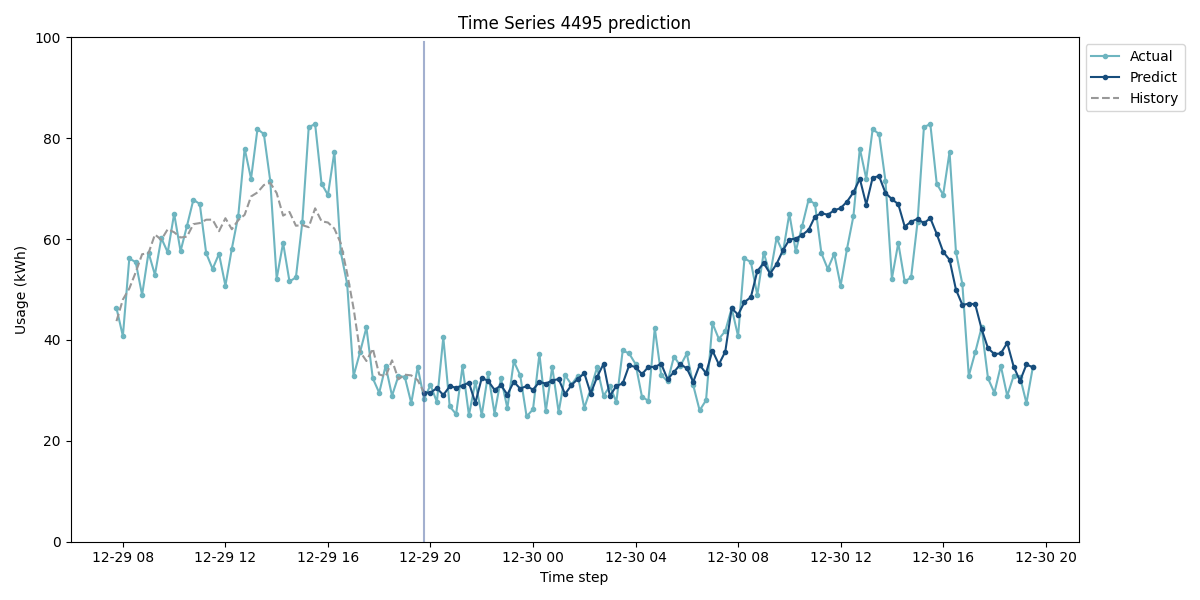 Time Series 4495 prediction
100
80
60
40
20
0
Usage (kWh)
12-29 08
12-29 12
12-29 16
12-29 20
12-30 00
12-30 04
12-30 08
12-30 12
12-30 16
12-30 20
Time step
Actual
Predict
History